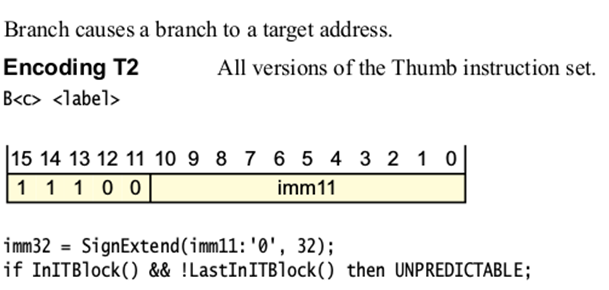 Branch causes a branch to a target address.
Encoding T2 All versions of the Thumb instruction set.
B<c> <label>
15 14 13 12 11 10 9 8 7 6 5 4 3 2 1 0
1 1 1 0 0 imm11
imm32 = SignExtend(imm11:'0', 32);
if InITBlock() && !LastInITBlock() then UNPREDICTABLE;